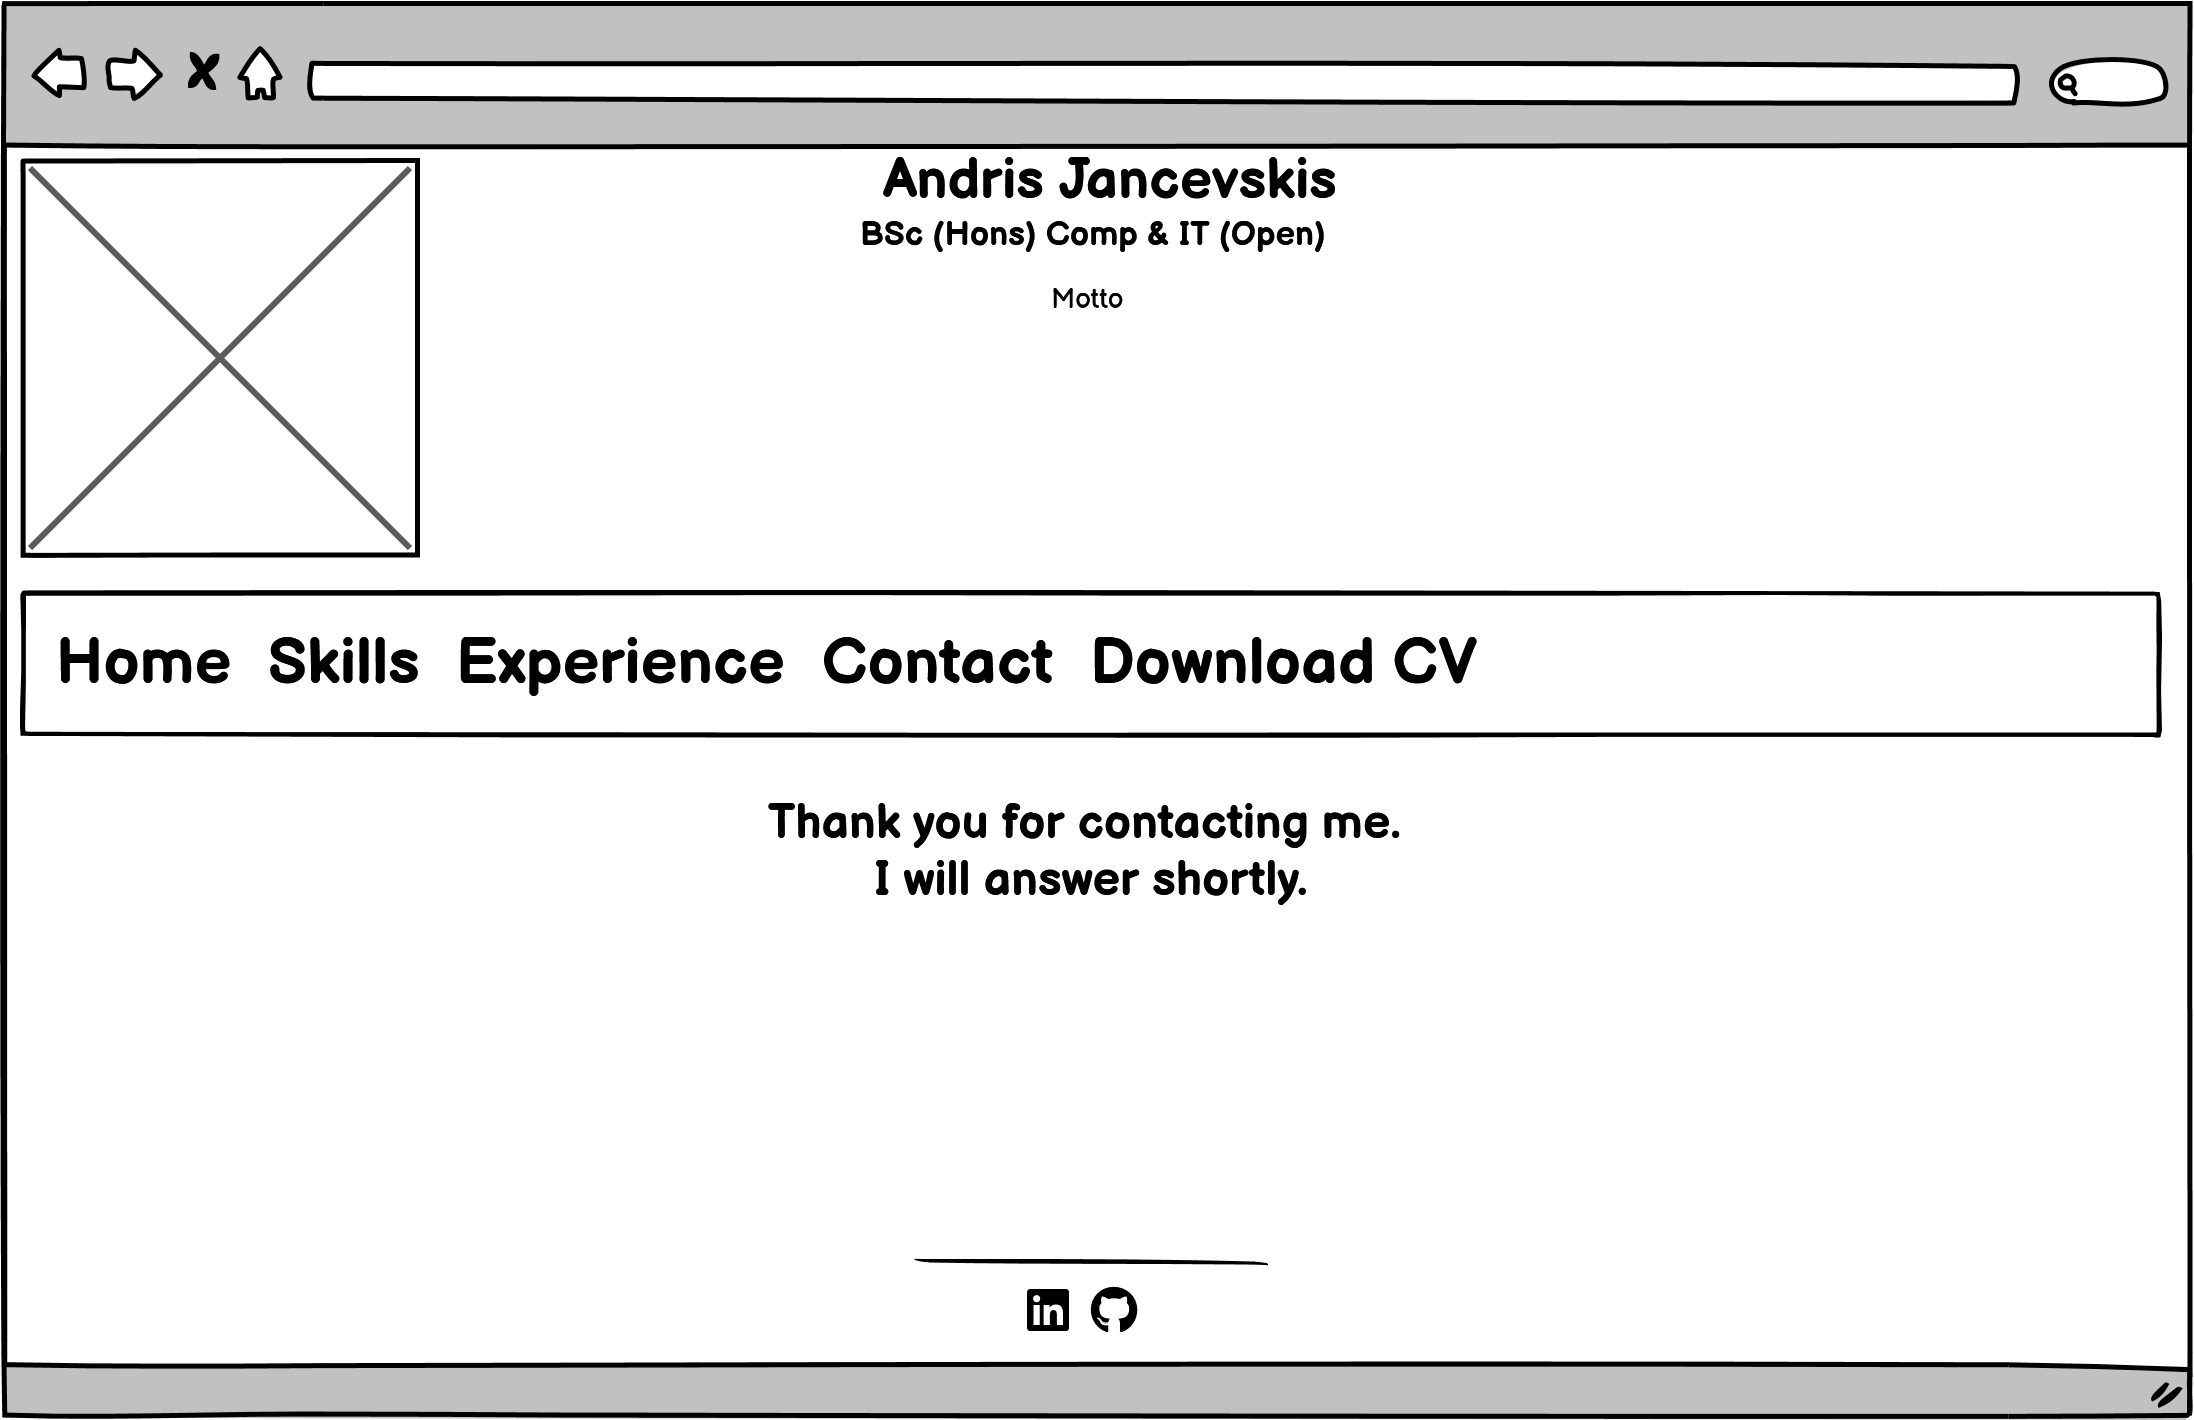 Andris Jancevskis
BSc (Hons) Comp & IT (Open)
Motto
Home Skills Experience Contact Download CV
Thank you for contacting me.
I will answer shortly.
in